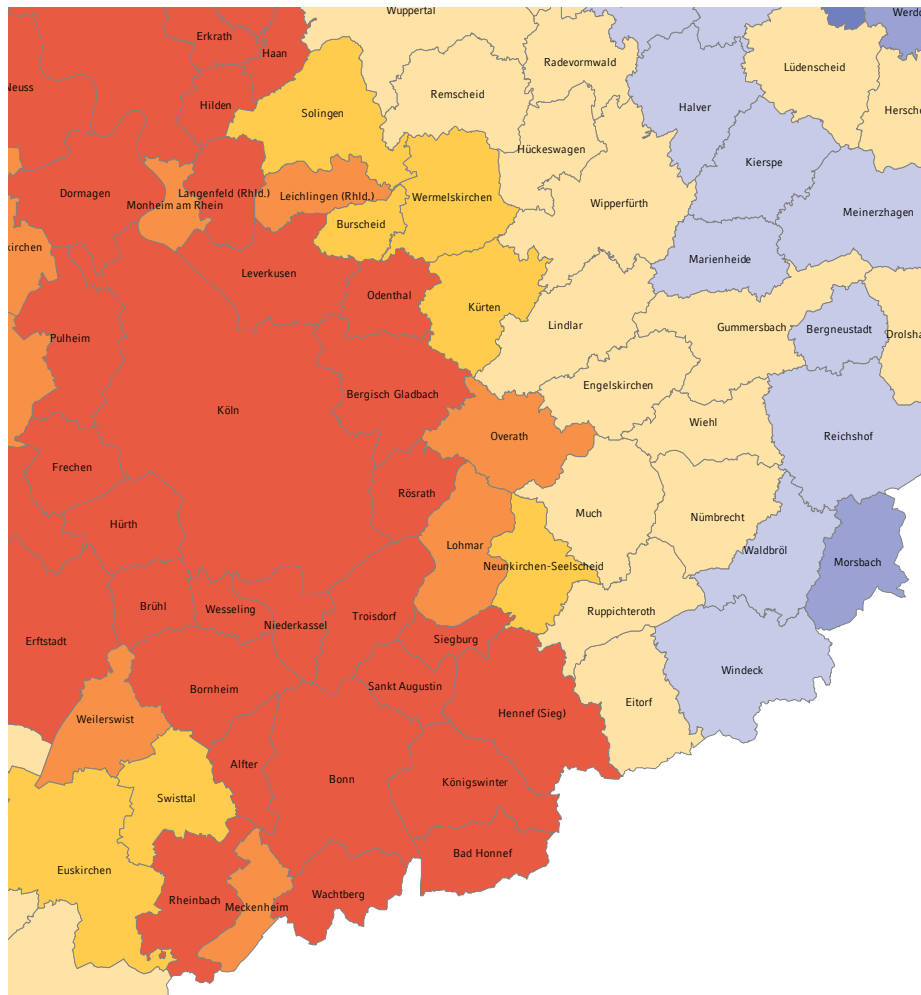 Wuppertal
Erkrath
Haan
Radevormwald
Lüdenscheid
Neuss
Remscheid
Hilden
Solingen
Halver
Hückeswagen
Kierspe
Dormagen
Langenfeld (Rhld.)
Leichlingen (Rhld.)
Wermelskirchen
Monheim am Rhein
Wipperfürth
Meinerzhagen
Burscheid
Marienheide
Leverkusen
Odenthal
Kürten
Lindlar
Gummersbach
Bergneustadt
Pulheim
Engelskirchen
Bergisch Gladbach
Köln
Wiehl
Overath
Reichshof
Frechen
Rösrath
Much
Nümbrecht
Hürth
Lohmar
Waldbröl
Neunkirchen-Seelscheid
Morsbach
Brühl
Wesseling
Ruppichteroth
Troisdorf
Niederkassel
Siegburg
Erftstadt
Windeck
Bornheim
Sankt Augustin
Eitorf
Hennef (Sieg)
Weilerswist
Alfter
Bonn
Königswinter
Swisttal
Bad Honnef
Euskirchen
Wachtberg
Rheinbach
Meckenheim